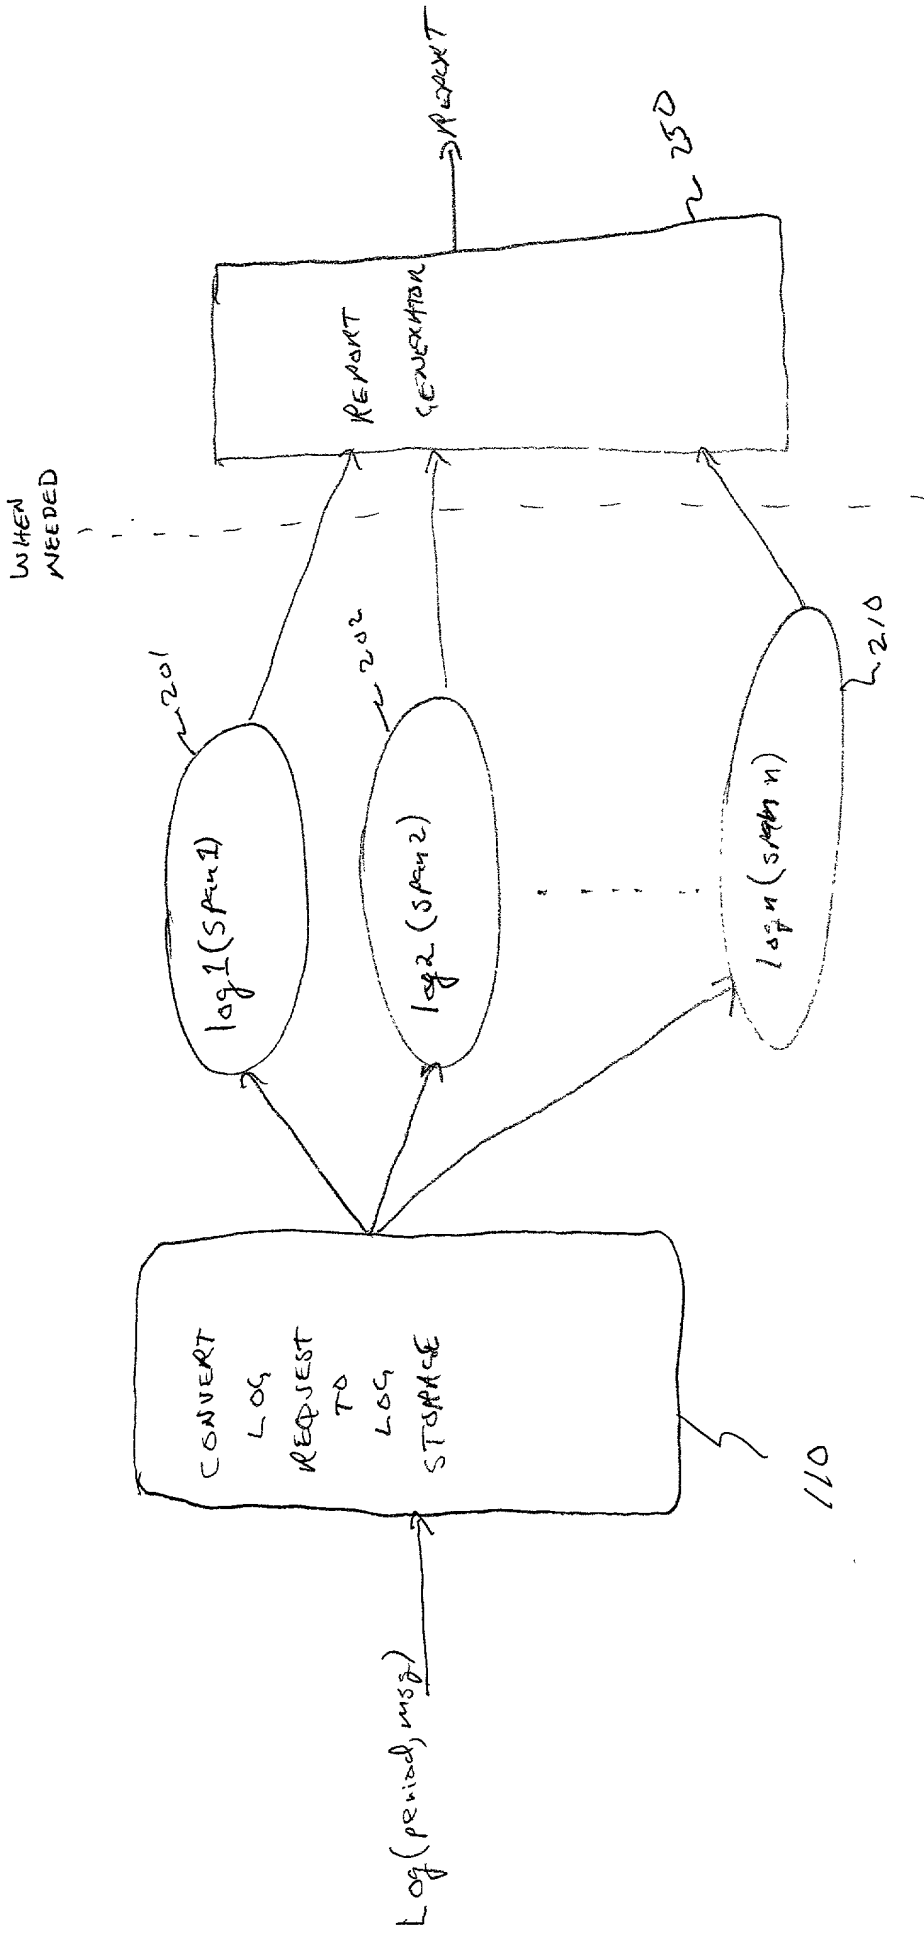 Log(period, msg)
CONVERT
LOG
REQUEST
TO
LOG
STORAGE
110
log1(span1)
201
log2(span2)
202
logn(span n)
210
WHEN
NEEDED
REPORT
GENERATOR
250
REPORT